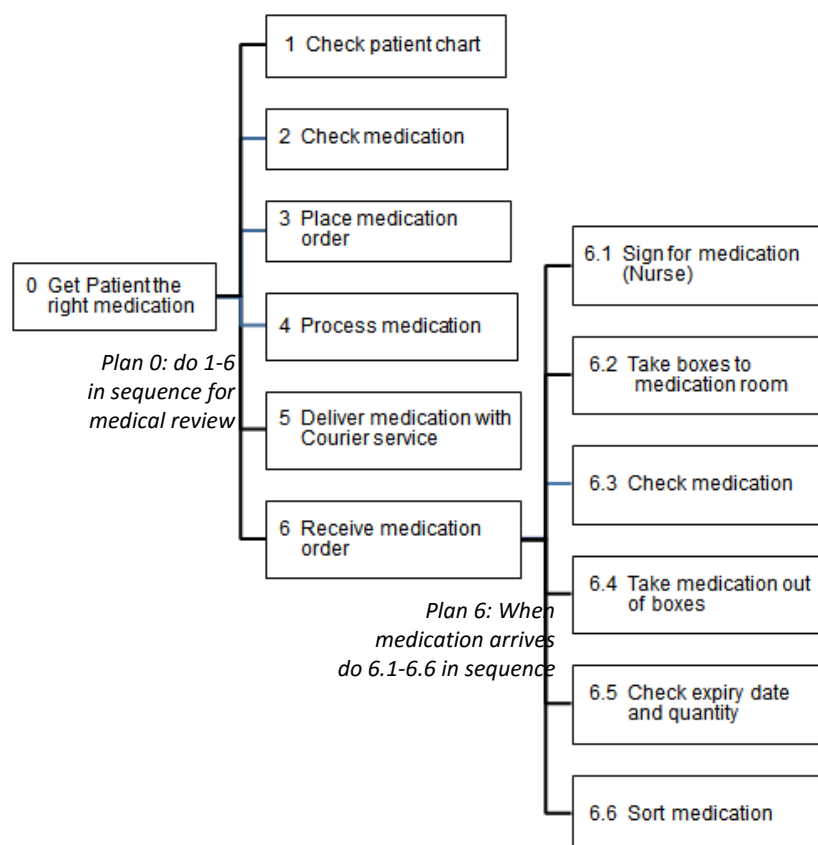 1 Check patient chart
2 Check medication
3 Place medication
order
0 Get Patient the
right medication
4 Process medication
Plan 0: do 1-6
in sequence for
medical review
5 Deliver medication with
Courier service
6 Receive medication
order
Plan 6: When
medication arrives
do 6.1-6.6 in sequence
6.1 Sign for medication
(Nurse)
6.2 Take boxes to
medication room
6.3 Check medication
6.4 Take medication out
of boxes
6.5 Check expiry date
and quantity
6.6 Sort medication